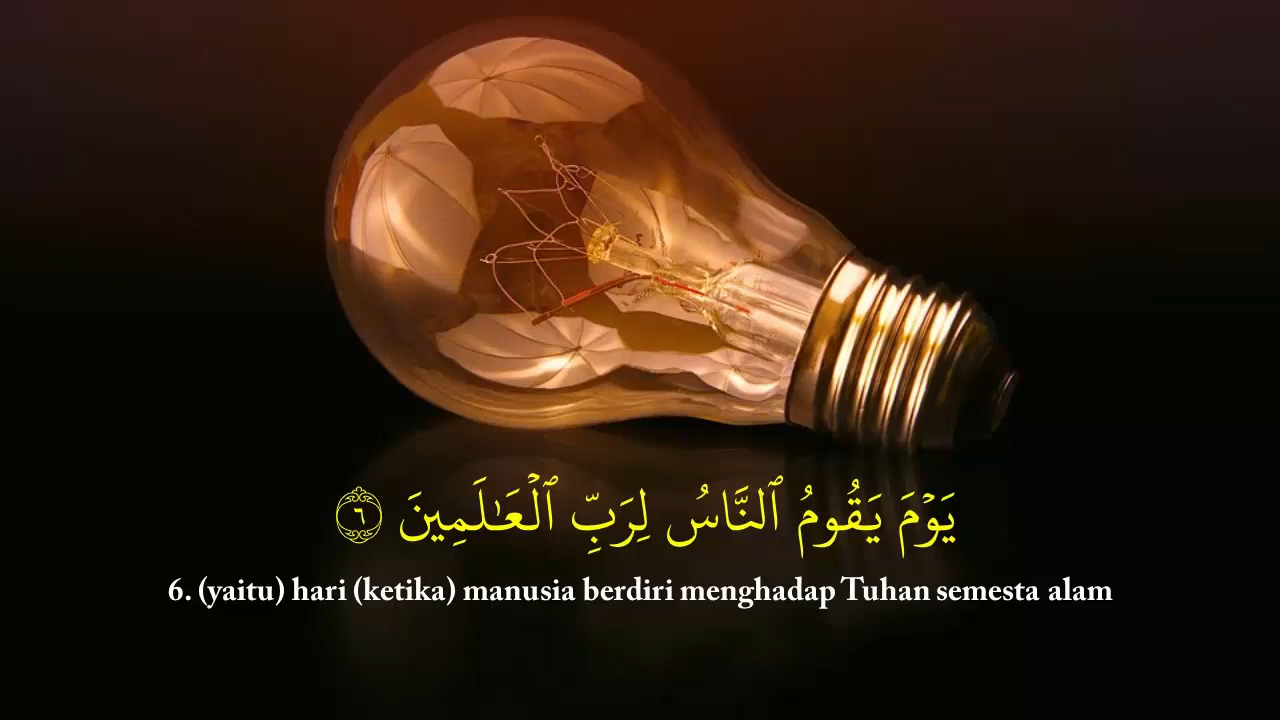 يَوْمَ يَقُومُ ٱلنَّاسُ لِرَبِّ ٱلْعَـٰلَمِينَ ٦
6. (yaitu) hari (ketika) manusia berdiri menghadap Tuhan semesta alam